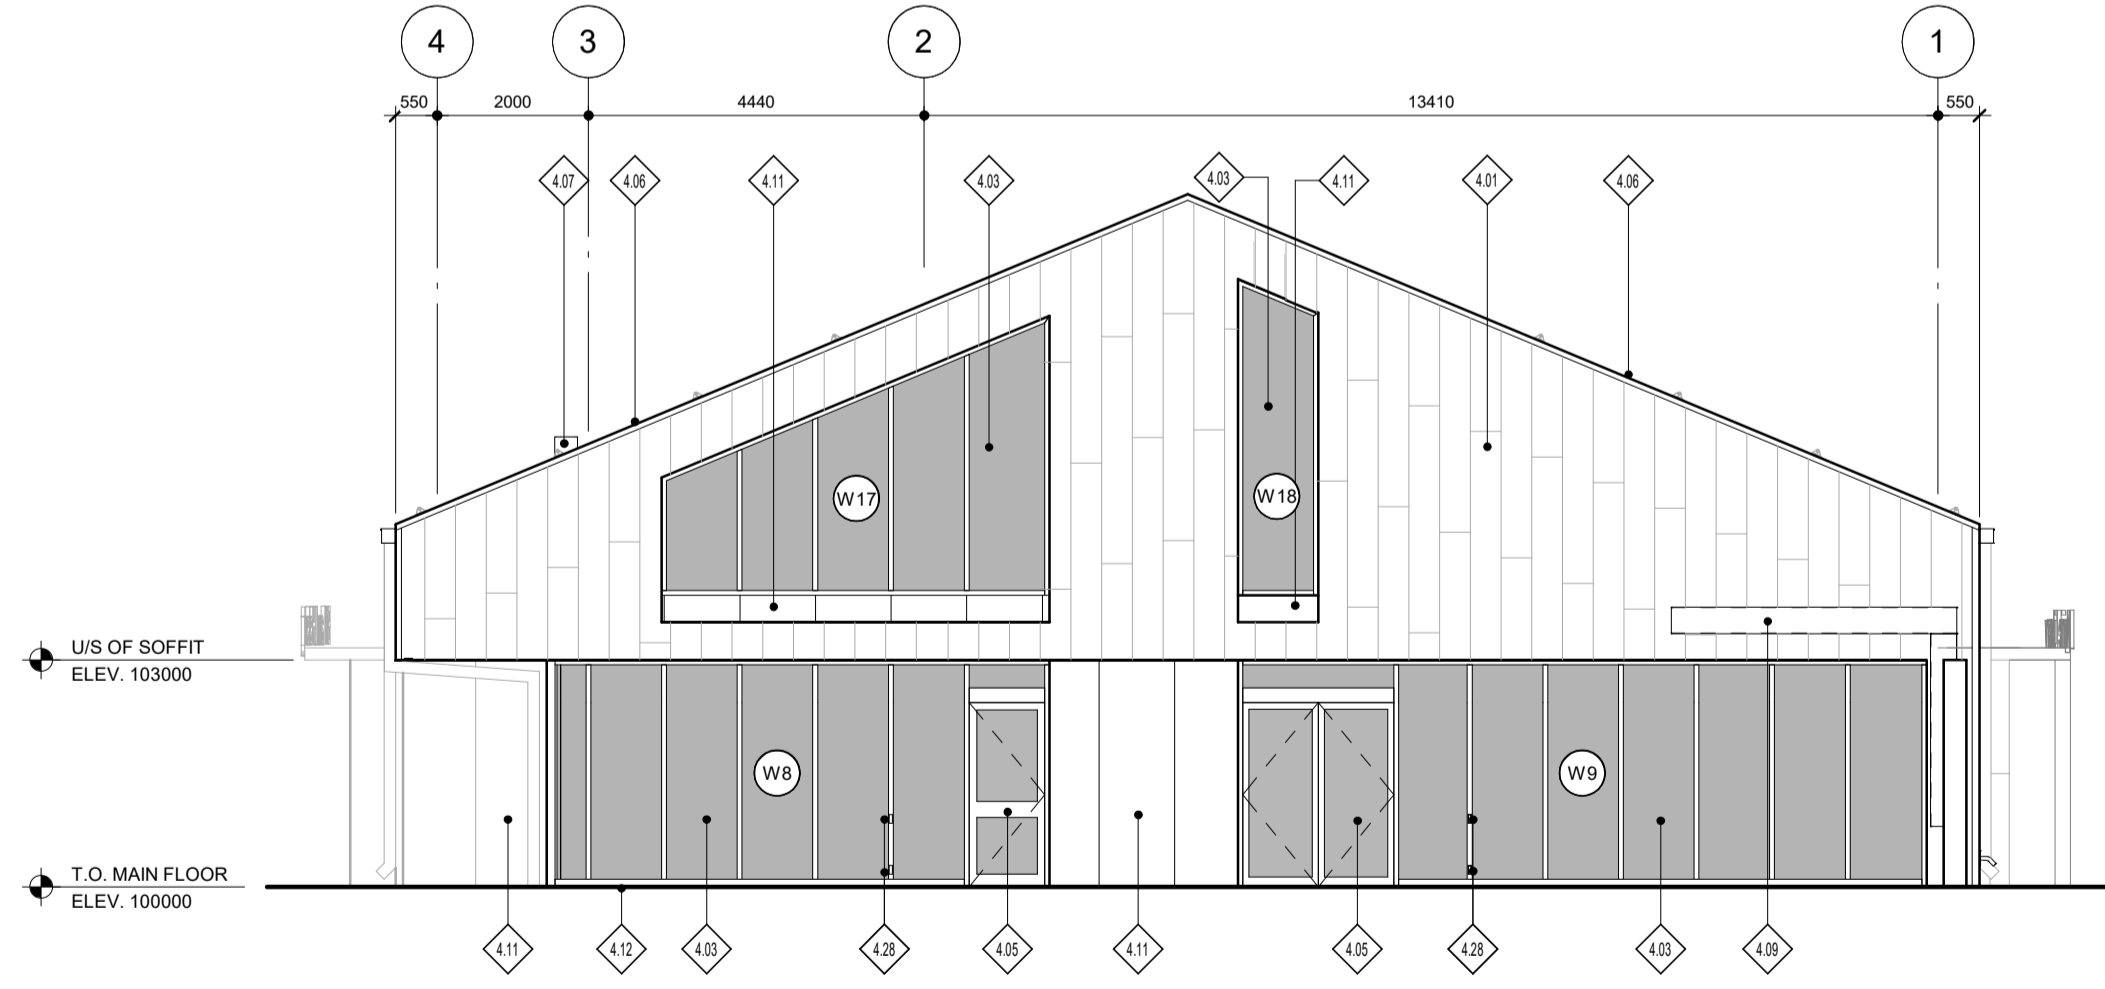 4 3 2 1
550 2000 4440 13410 550
4.07 4.06 4.11 4.03 4.03 4.11 4.01 4.06
W17 W18
U/S OF SOFFIT
ELEV. 103000
W8 W9
T.O. MAIN FLOOR
ELEV. 100000
4.11 4.12 4.03 4.28 4.05 4.11 4.05 4.28 4.03 4.09